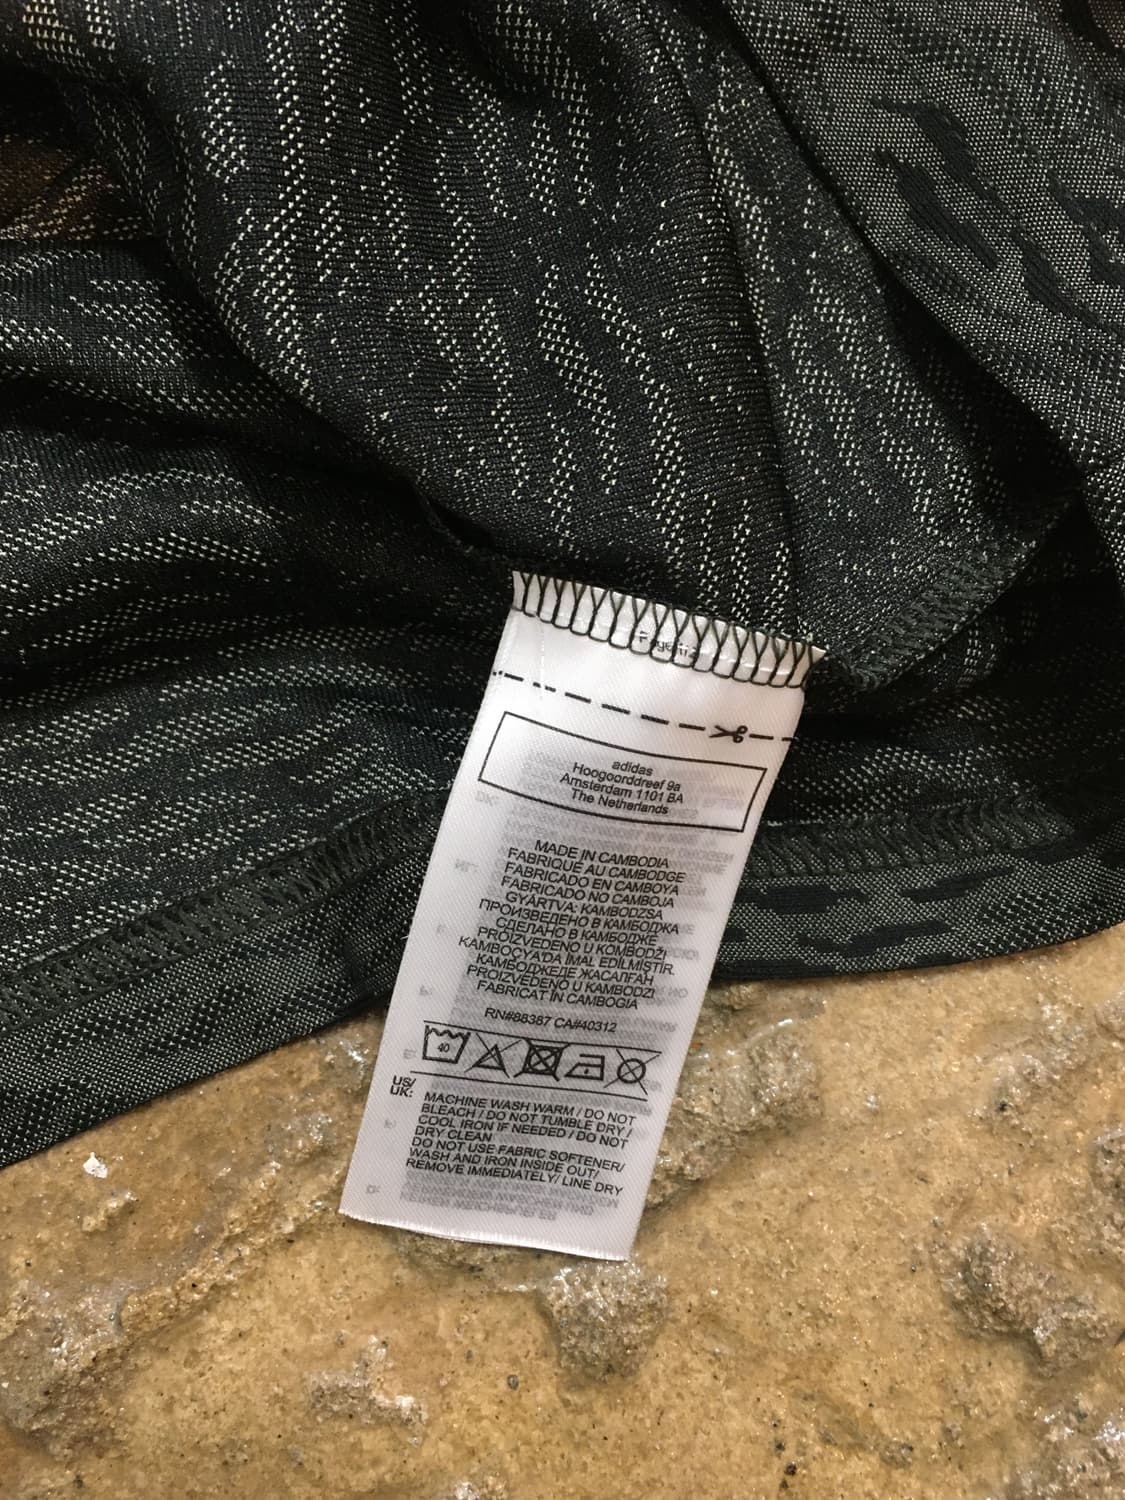 adidas
Hoogoorddreef 9a
Amsterdam 1101 BA
The Netherlands
MADE IN CAMBODIA
FABRIQUÉ AU CAMBODGE
FABRICADO EN CAMBOYA
FABRICADO NO CAMBOJA
GYÁRTVA: KAMBODZSA
ПРОИЗВЕДЕНО В КАМБОДЖА
СДЕЛАНО В КАМБОДЖЕ
PROIZVEDENO U KOMBODŽI
KAMBOÇYA'DA İMAL EDİLMİŞTİR.
КАМБОДЖЕДЕ ЖАСАЛҒАН
PROIZVEDENO U KAMBODZI
FABRICAT ÎN CAMBOGIA
RN#88387 CA#40312
40
US/
UK:
MACHINE WASH WARM / DO NOT
BLEACH / DO NOT TUMBLE DRY /
COOL IRON IF NEEDED / DO NOT
DRY CLEAN
DO NOT USE FABRIC SOFTENER/
WASH AND IRON INSIDE OUT/
REMOVE IMMEDIATELY/ LINE DRY